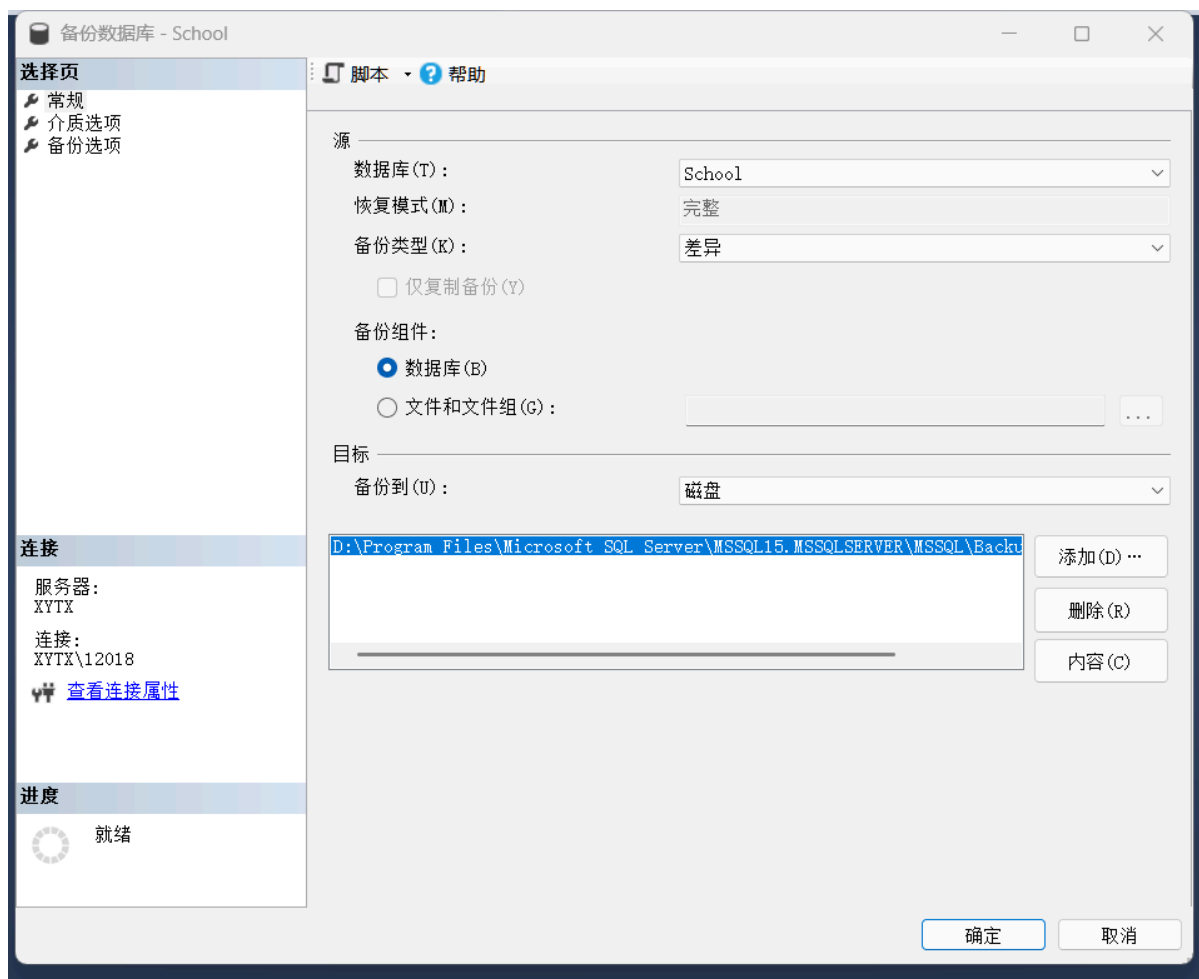 备份数据库 - School
选择页
常规
介质选项
备份选项
脚本
帮助
源
数据库(T):
School
恢复模式(M):
完整
备份类型(K):
差异
仅复制备份(Y)
备份组件:
数据库(B)
文件和文件组(G):
...
目标
备份到(U):
磁盘
D:\Program Files\Microsoft SQL Server\MSSQL15.MSSQLSERVER\MSSQL\Backu
添加(D)…
删除(R)
内容(C)
连接
服务器:
XYTX
连接:
XYTX\12018
查看连接属性
进度
就绪
确定
取消